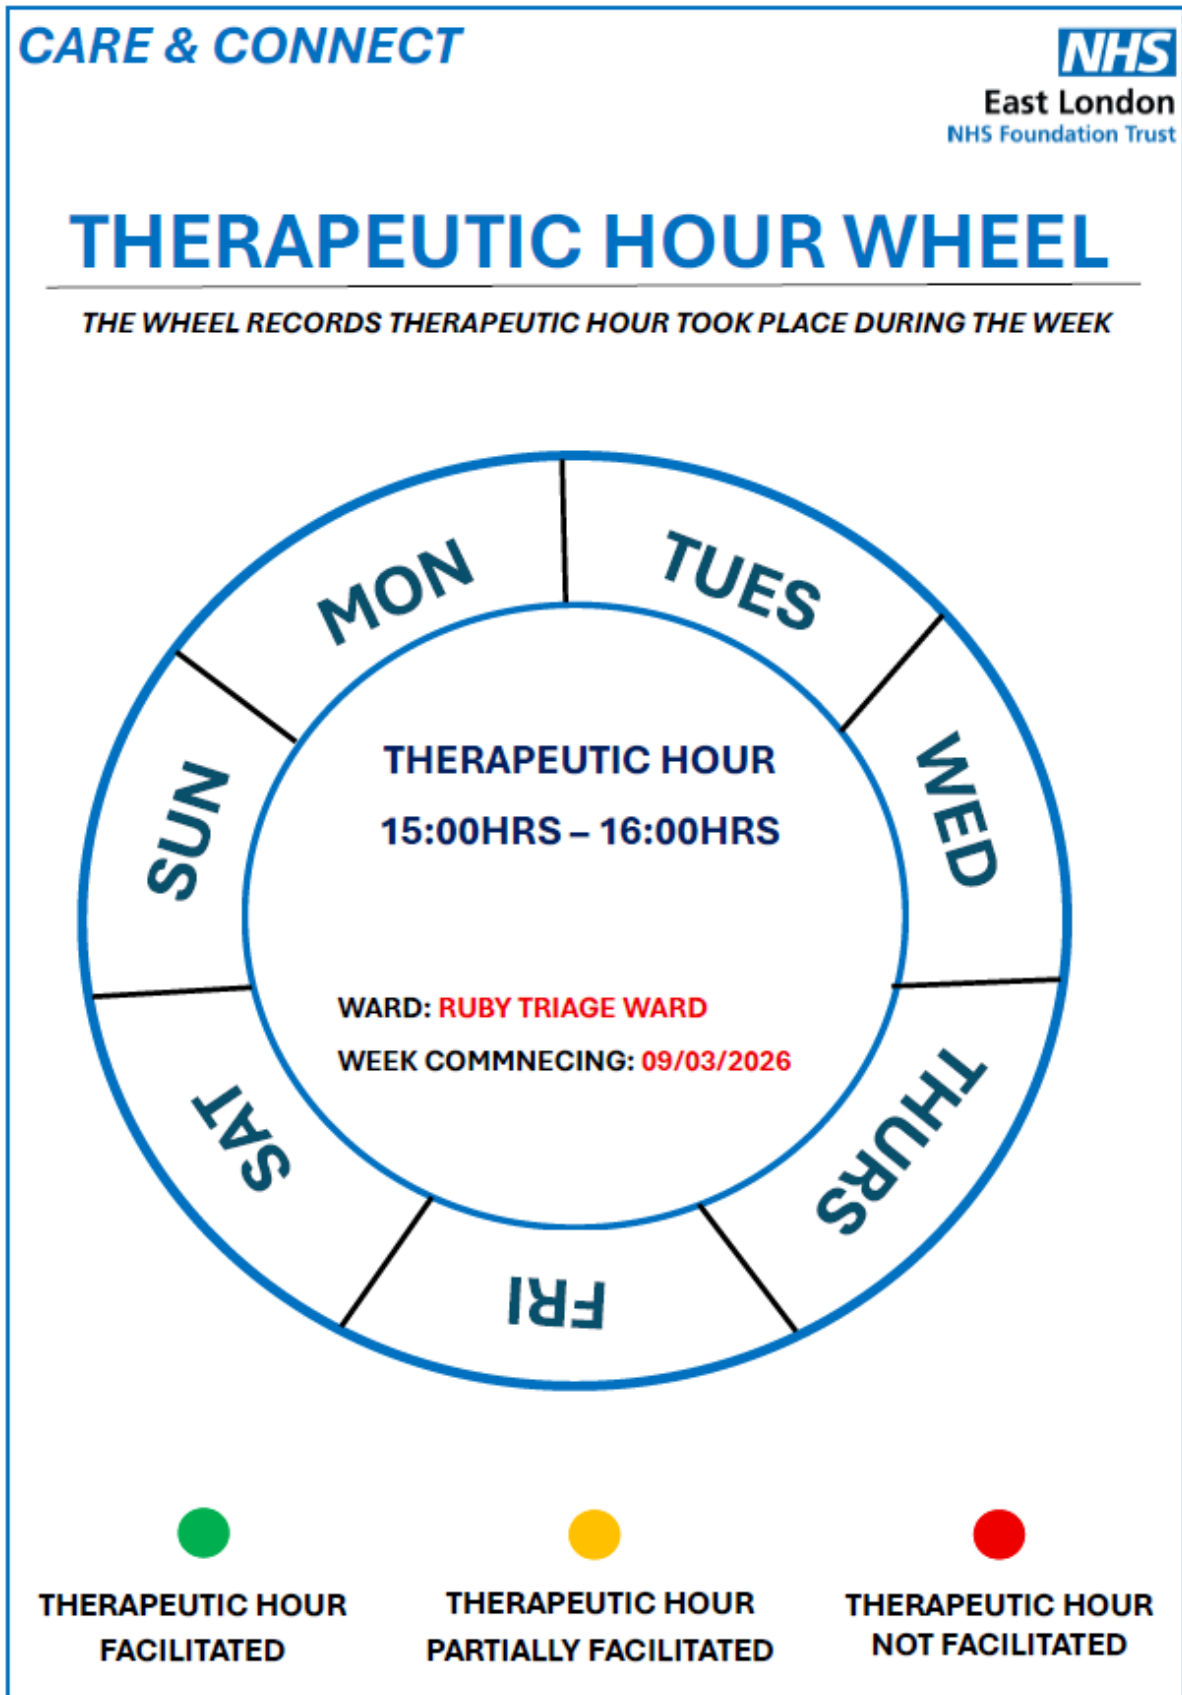 CARE & CONNECT
NHS
East London
NHS Foundation Trust
THERAPEUTIC HOUR WHEEL
THE WHEEL RECORDS THERAPEUTIC HOUR TOOK PLACE DURING THE WEEK
MON
TUES
WED
THURS
FRI
SAT
SUN
THERAPEUTIC HOUR
15:00HRS – 16:00HRS
WARD: RUBY TRIAGE WARD
WEEK COMMNECING: 09/03/2026
THERAPEUTIC HOUR
FACILITATED
THERAPEUTIC HOUR
PARTIALLY FACILITATED
THERAPEUTIC HOUR
NOT FACILITATED